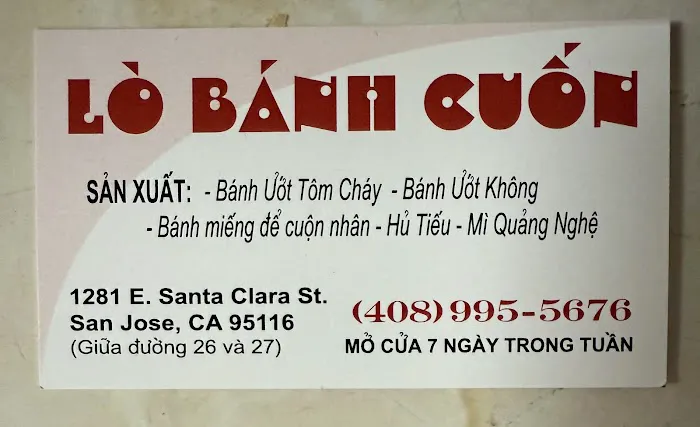 LÒ BÁNH CUỐN
SẢN XUẤT: - Bánh Ướt Tôm Cháy - Bánh Ướt Không
- Bánh miếng để cuộn nhân - Hủ Tiếu - Mì Quảng Nghệ
1281 E. Santa Clara St.
San Jose, CA 95116
(Giữa đường 26 và 27)
(408) 995-5676
MỞ CỬA 7 NGÀY TRONG TUẦN